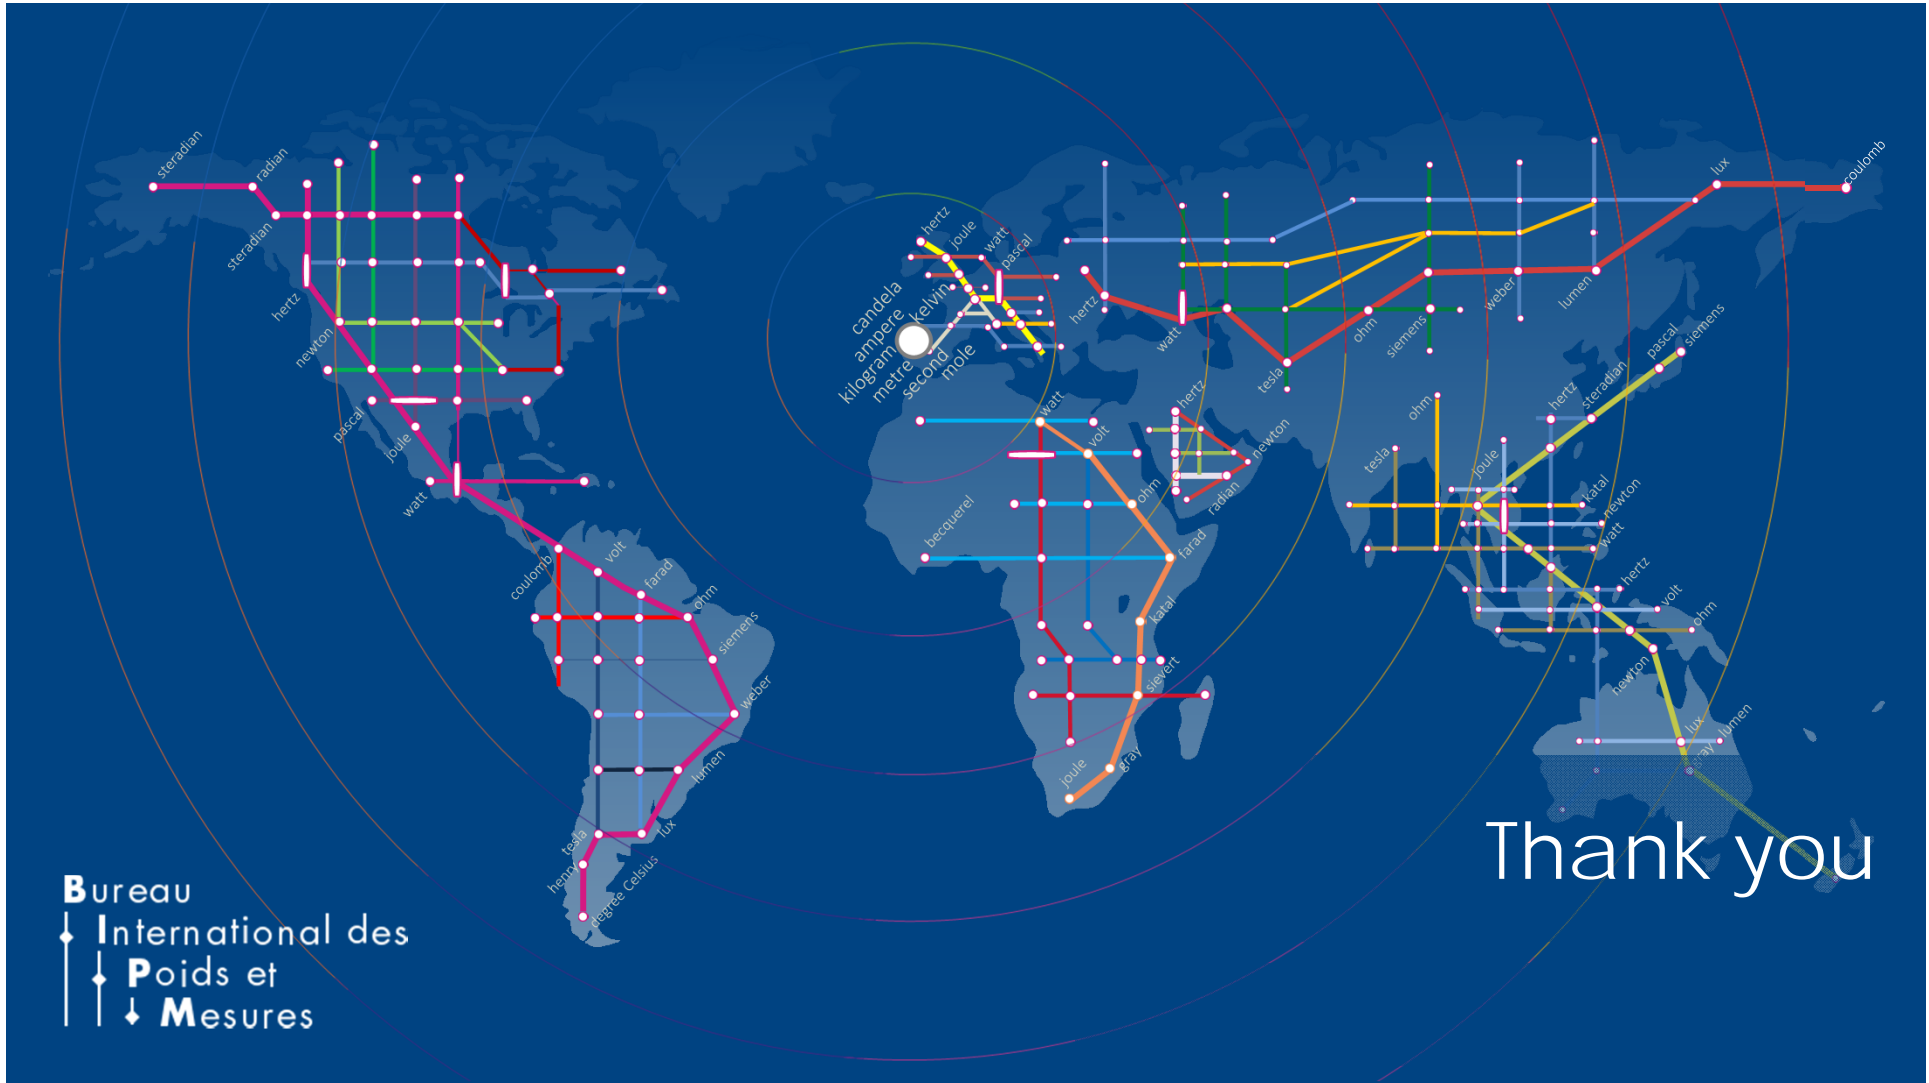 steradian
radian
steradian
hertz
newton
pascal
joule
watt
coulomb
volt
farad
ohm
siemens
weber
lumen
lux
tesla
henry
degree Celsius
hertz
joule
watt
pascal
candela
ampere
kelvin
kilogram
metre
second
mole
watt
volt
ohm
becquerel
farad
katal
sievert
gray
joule
hertz
newton
radian
hertz
watt
tesla
ohm
siemens
weber
lumen
lux
coulomb
siemens
pascal
steradian
hertz
ohm
tesla
joule
katal
newton
watt
hertz
volt
ohm
newton
lux
lumen
gray
Thank you
Bureau
International des
Poids et
Mesures